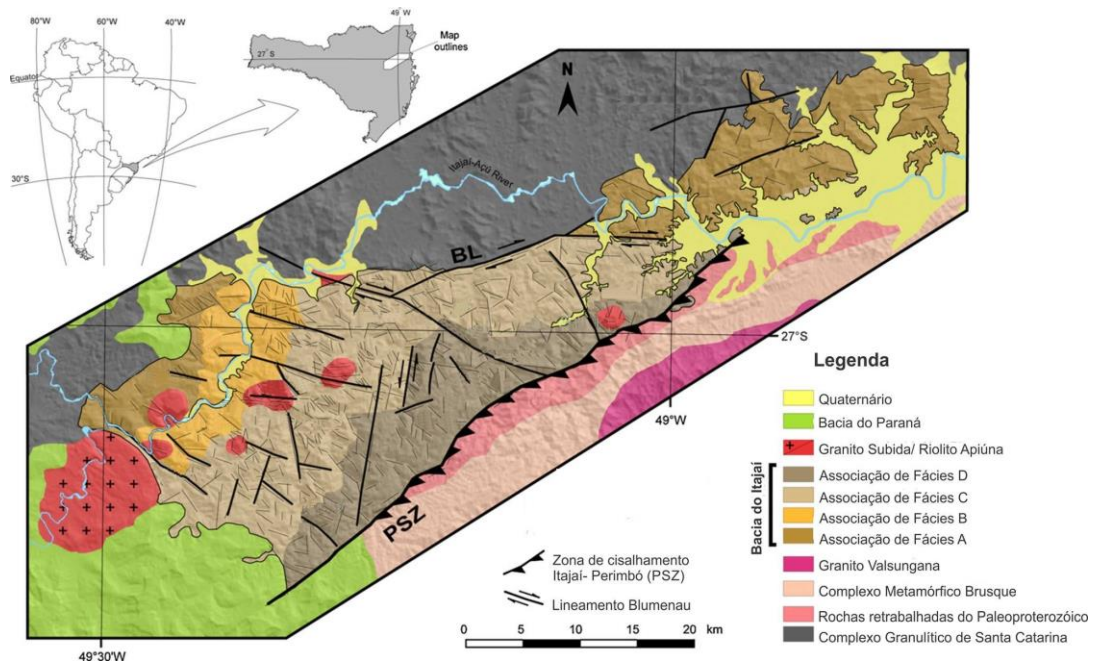 80°W
60°W
40°W
Equator
30°S
49° W
27° S
Map
outlines
N
Itajaí-Açú River
BL
PSZ
27°S
49°W
49°30'W
Zona de cisalhamento
Itajaí- Perimbó (PSZ)
Lineamento Blumenau
0 5 10 15 20 km
Legenda
Quaternário
Bacia do Paraná
Granito Subida/ Riolito Apiúna
Bacia do Itajaí
Associação de Fácies D
Associação de Fácies C
Associação de Fácies B
Associação de Fácies A
Granito Valsungana
Complexo Metamórfico Brusque
Rochas retrabalhadas do Paleoproterozóico
Complexo Granulítico de Santa Catarina